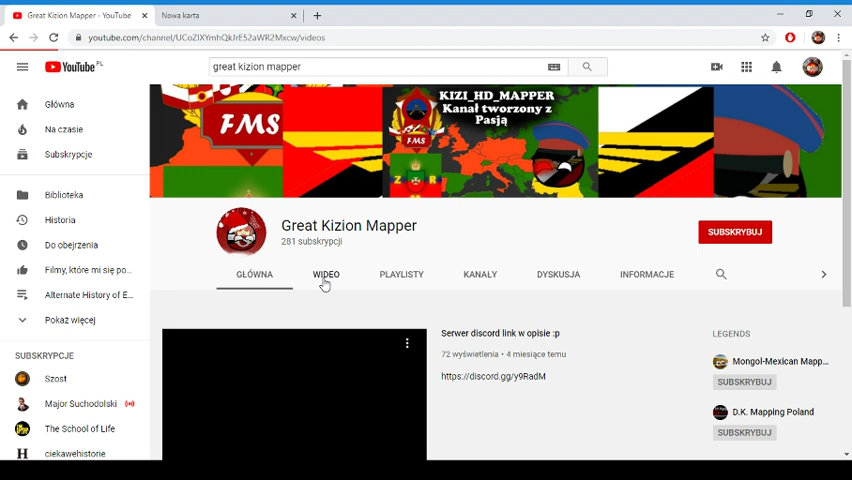 Great Kizion Mapper - YouTube
Nowa karta
youtube.com/channel/UCoZIXYmhQkJrE52aWR2Mxcw/videos
YouTube PL
great kizion mapper
Główna
Na czasie
Subskrypcje
Biblioteka
Historia
Do obejrzenia
Filmy, które mi się po...
Alternate History of E...
Pokaż więcej
SUBSKRYPCJE
Szost
Major Suchodolski
The School of Life
ciekawehistorie
FMS
KIZI_HD_MAPPER
Kanał tworzony z
Pasją
Z R
Great Kizion Mapper
281 subskrypcji
SUBSKRYBUJ
GŁÓWNA
WIDEO
PLAYLISTY
KANAŁY
DYSKUSJA
INFORMACJE
Serwer discord link w opisie :p
72 wyświetlenia • 4 miesiące temu
https://discord.gg/y9RadM
LEGENDS
Mongol-Mexican Mapp...
SUBSKRYBUJ
D.K. Mapping Poland
SUBSKRYBUJ